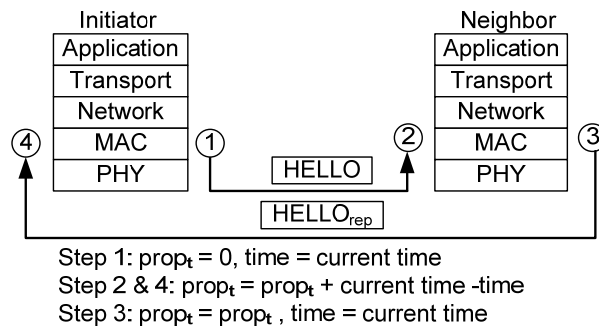 Initiator
Neighbor
Application
Application
Transport
Transport
Network
Network
4
MAC
1
2
MAC
3
PHY
HELLO
PHY
HELLOrep
Step 1: propt = 0, time = current time
Step 2 & 4: propt = propt + current time -time
Step 3: propt = propt , time = current time